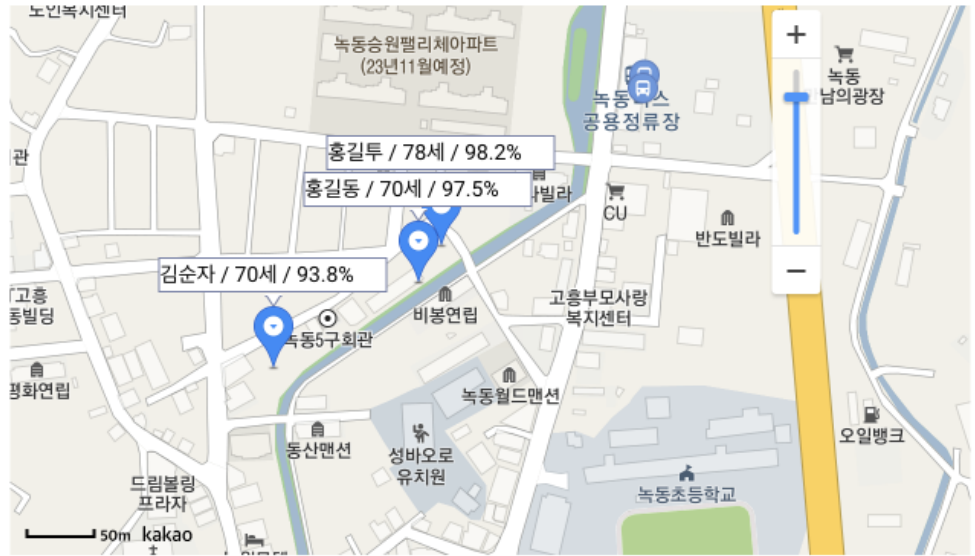 노인복지센터
녹동승원팰리체아파트
(23년11월예정)
공용정류장
녹동
남의광장
+
관
홍길투 / 78세 / 98.2%
홍길동 / 70세 / 97.5%
빌라
CU
반도빌라
김순자 / 70세 / 93.8%
고흥
동빌딩
비봉연립
고흥부모사랑
복지센터
−
녹동5구회관
평화연립
녹동월드맨션
오일뱅크
동산맨션
성바오로
유치원
드림볼링
프라자
녹동초등학교
50m kakao